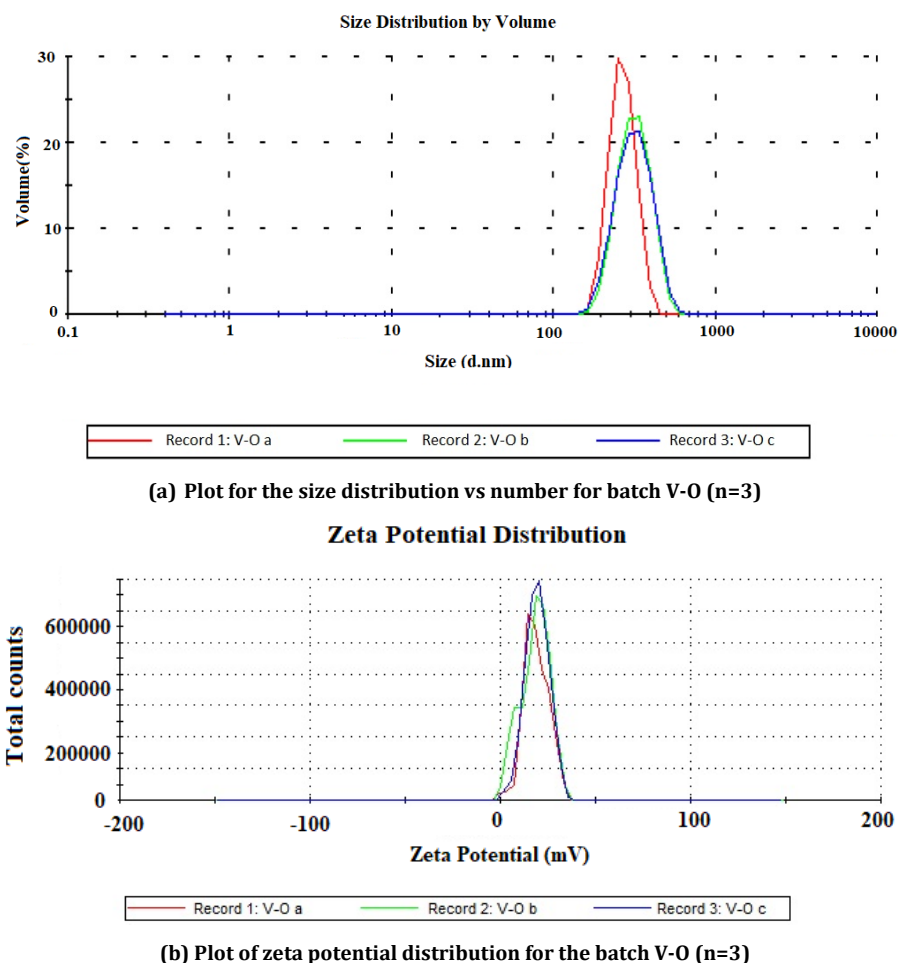 Size Distribution by Volume
30
20
10
0
Volume(%)
0.1 1 10 100 1000 10000
Size (d.nm)
Record 1: V-O a Record 2: V-O b Record 3: V-O c
(a) Plot for the size distribution vs number for batch V-O (n=3)
Zeta Potential Distribution
600000
400000
200000
0
Total counts
-200 -100 0 100 200
Zeta Potential (mV)
Record 1: V-O a Record 2: V-O b Record 3: V-O c
(b) Plot of zeta potential distribution for the batch V-O (n=3)